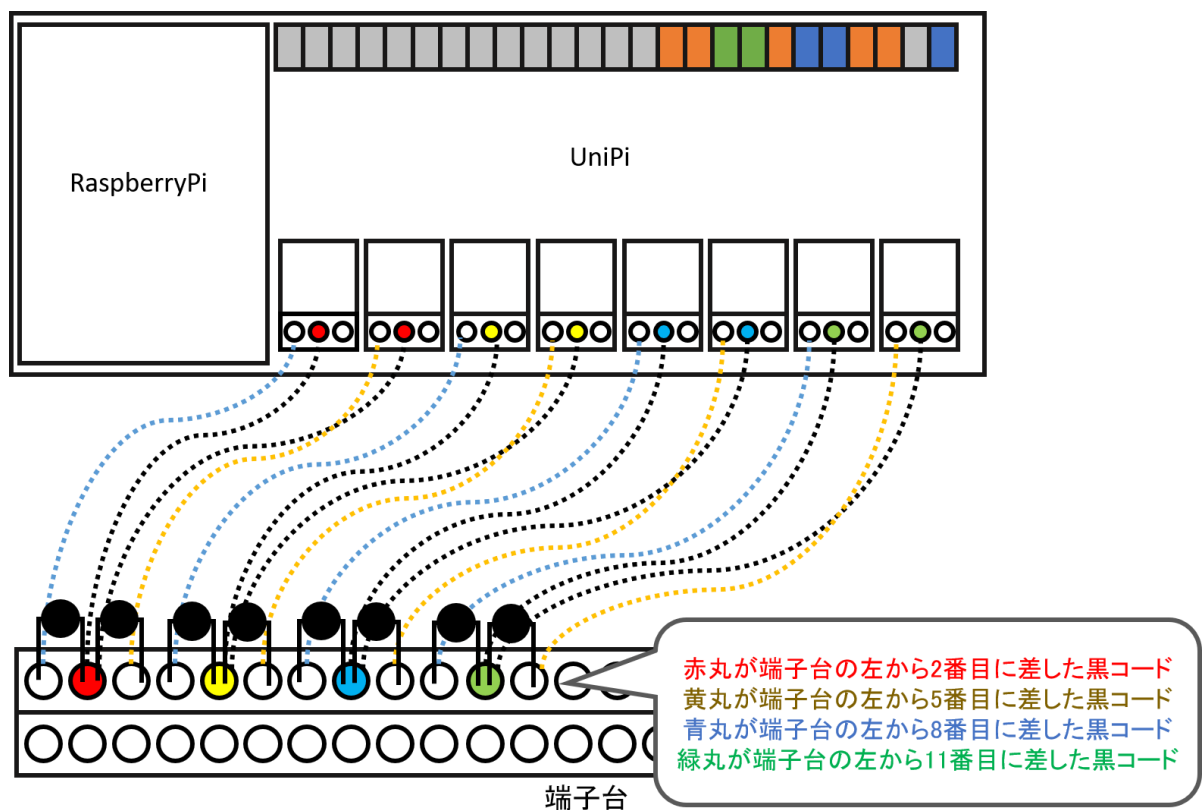 RaspberryPi
UniPi
赤丸が端子台の左から2番目に差した黒コード
黄丸が端子台の左から5番目に差した黒コード
青丸が端子台の左から8番目に差した黒コード
緑丸が端子台の左から11番目に差した黒コード
端子台